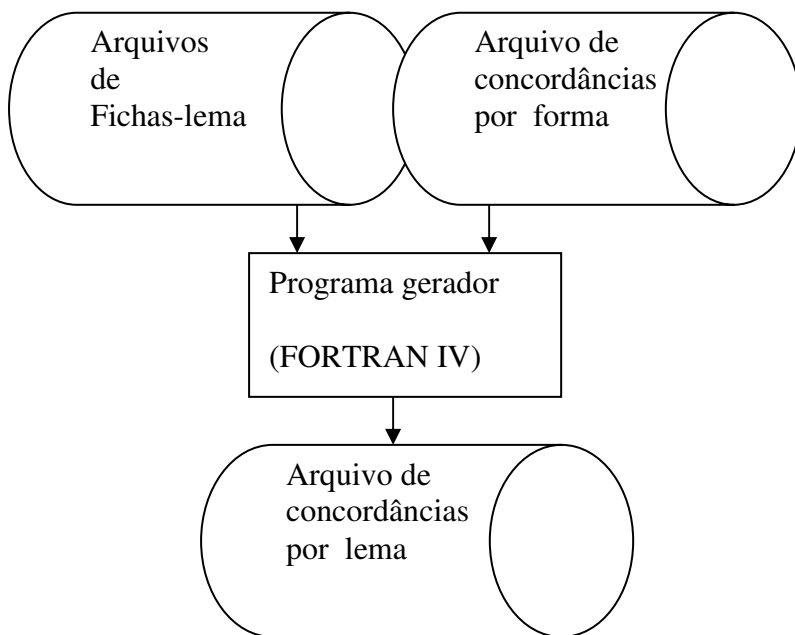 Arquivos
de
Fichas-lema
Arquivo de
concordâncias
por forma
Programa gerador
(FORTRAN IV)
Arquivo de
concordâncias
por lema